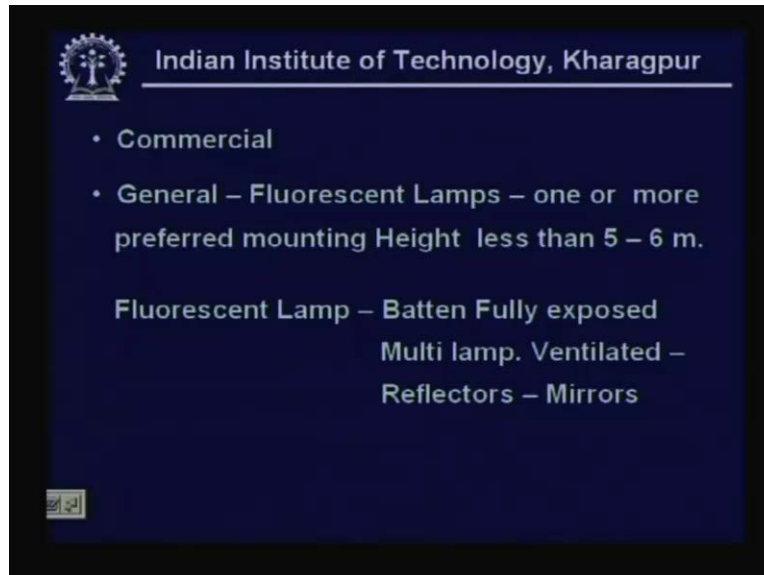 Indian Institute of Technology, Kharagpur
• Commercial
• General – Fluorescent Lamps – one or more
preferred mounting Height less than 5 – 6 m.
Fluorescent Lamp – Batten Fully exposed
Multi lamp. Ventilated –
Reflectors – Mirrors